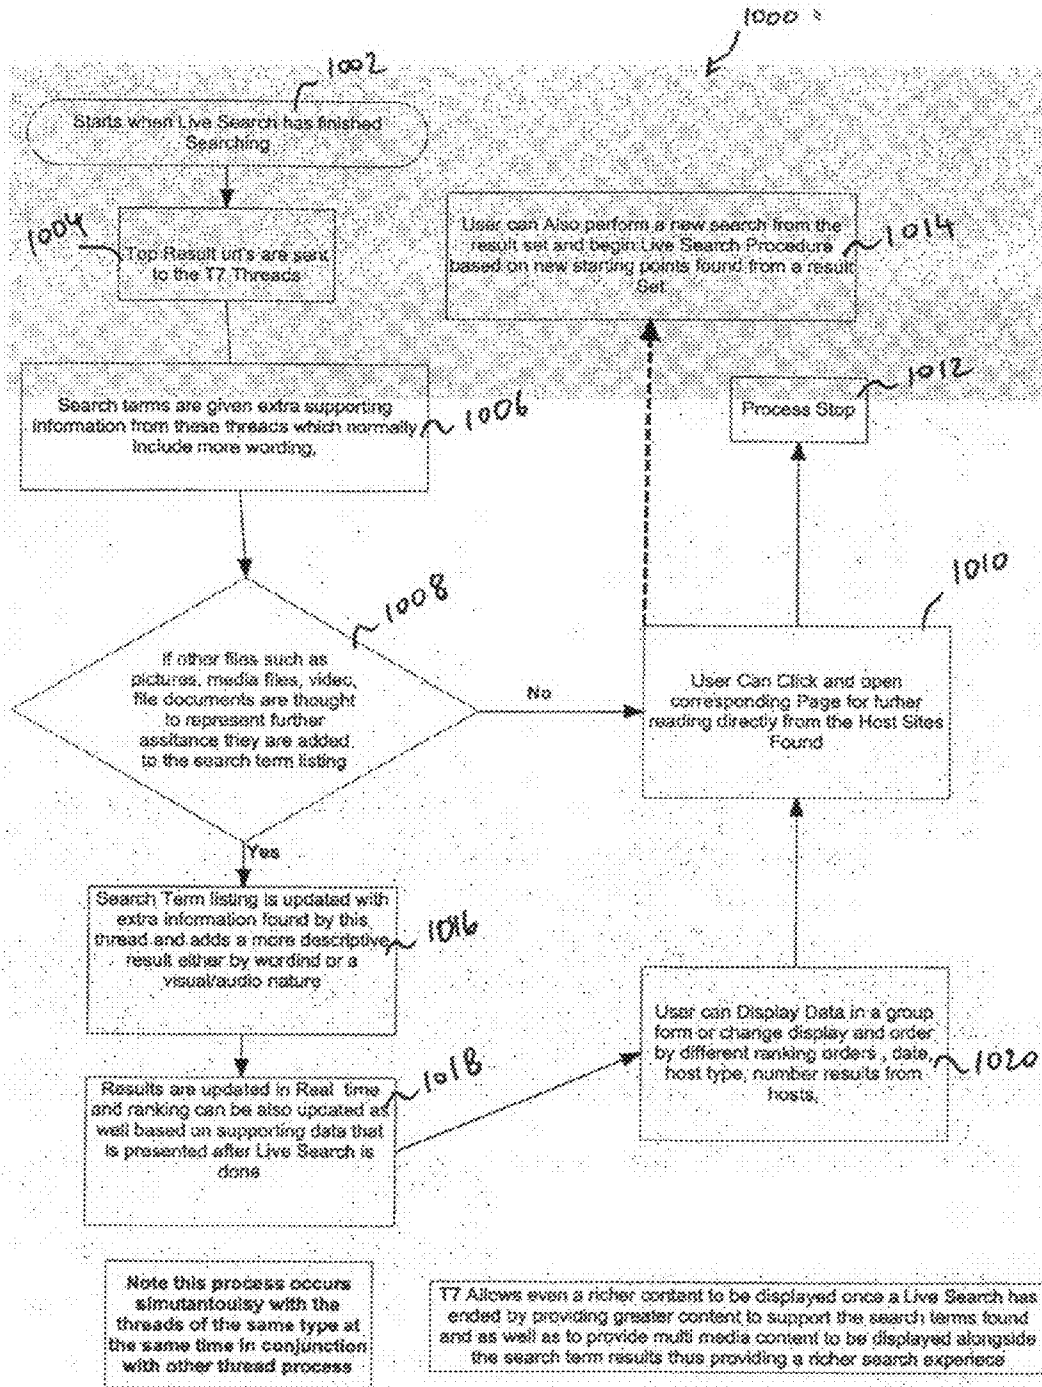 1000
1002
Starts when Live Search has finished
Searching
1004
Top Result url's are sent
to the T7 Threads
User can Also perform a new search from the
result set and begin Live Search Procedure
based on new starting points found from a result
Set
1014
1012
Process Stop
Search terms are given extra supporting
information from these threads which normally
include more wording.
1006
1008
If other files such as
pictures, media files, video,
file documents are thought
to represent further
assitance they are added
to the search term listing
No
1010
User Can Click and open
corresponding Page for furher
reading directly from the Host Sites
Found
Yes
Search Term listing is updated with
extra information found by this
thread and adds a more descriptive
result either by wordind or a
visual/audio nature
1016
Results are updated in Real time
and ranking can be also updated as
well based on supporting data that
is presented after Live Search is
done
1018
User can Display Data in a group
form or change display and order
by different ranking orders , date,
host type, number results from
hosts.
1020
Note this process occurs
simutantouisy with the
threads of the same type at
the same time in conjunction
with other thread process
T7 Allows even a richer content to be displayed once a Live Search has
ended by providing greater content to support the search terms found
and as well as to provide multi media content to be displayed alongside
the search term results thus providing a richer search experiece